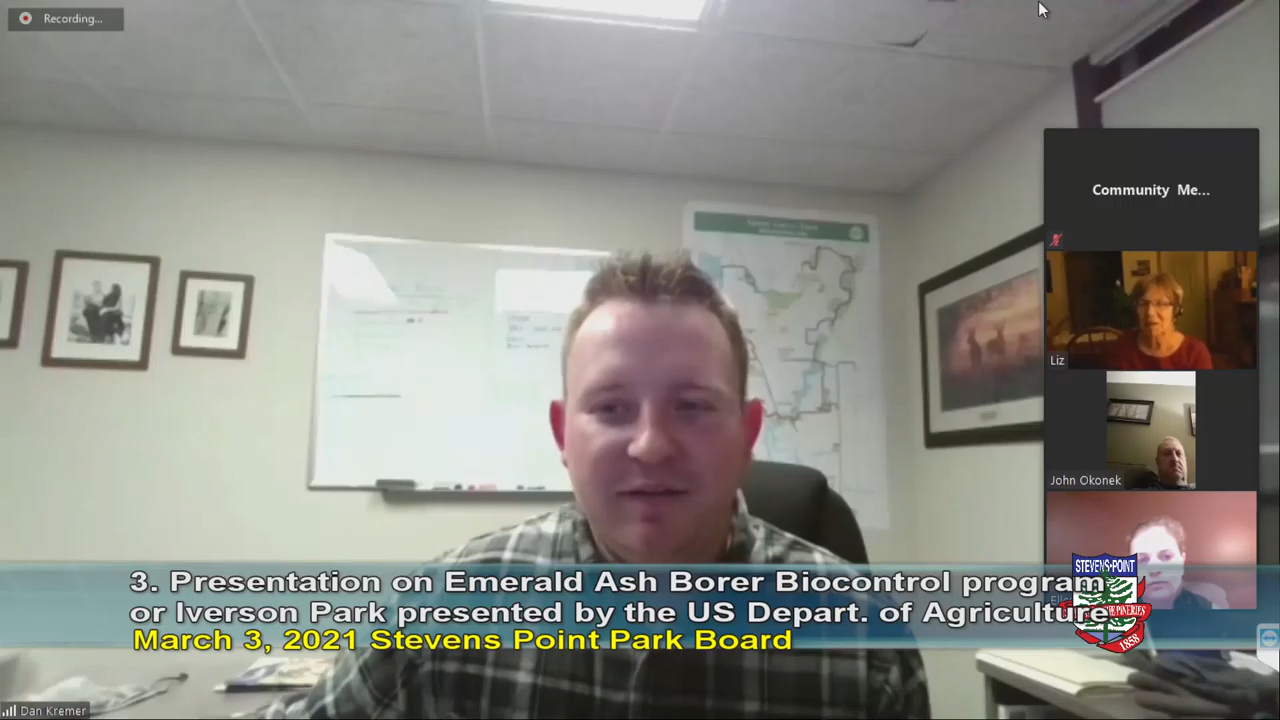 Recording...
Community Me...
Liz
John Okonek
3. Presentation on Emerald Ash Borer Biocontrol program
or Iverson Park presented by the US Depart. of Agriculture
March 3, 2021 Stevens Point Park Board
STEVENS·POINT
1858
Dan Kremer